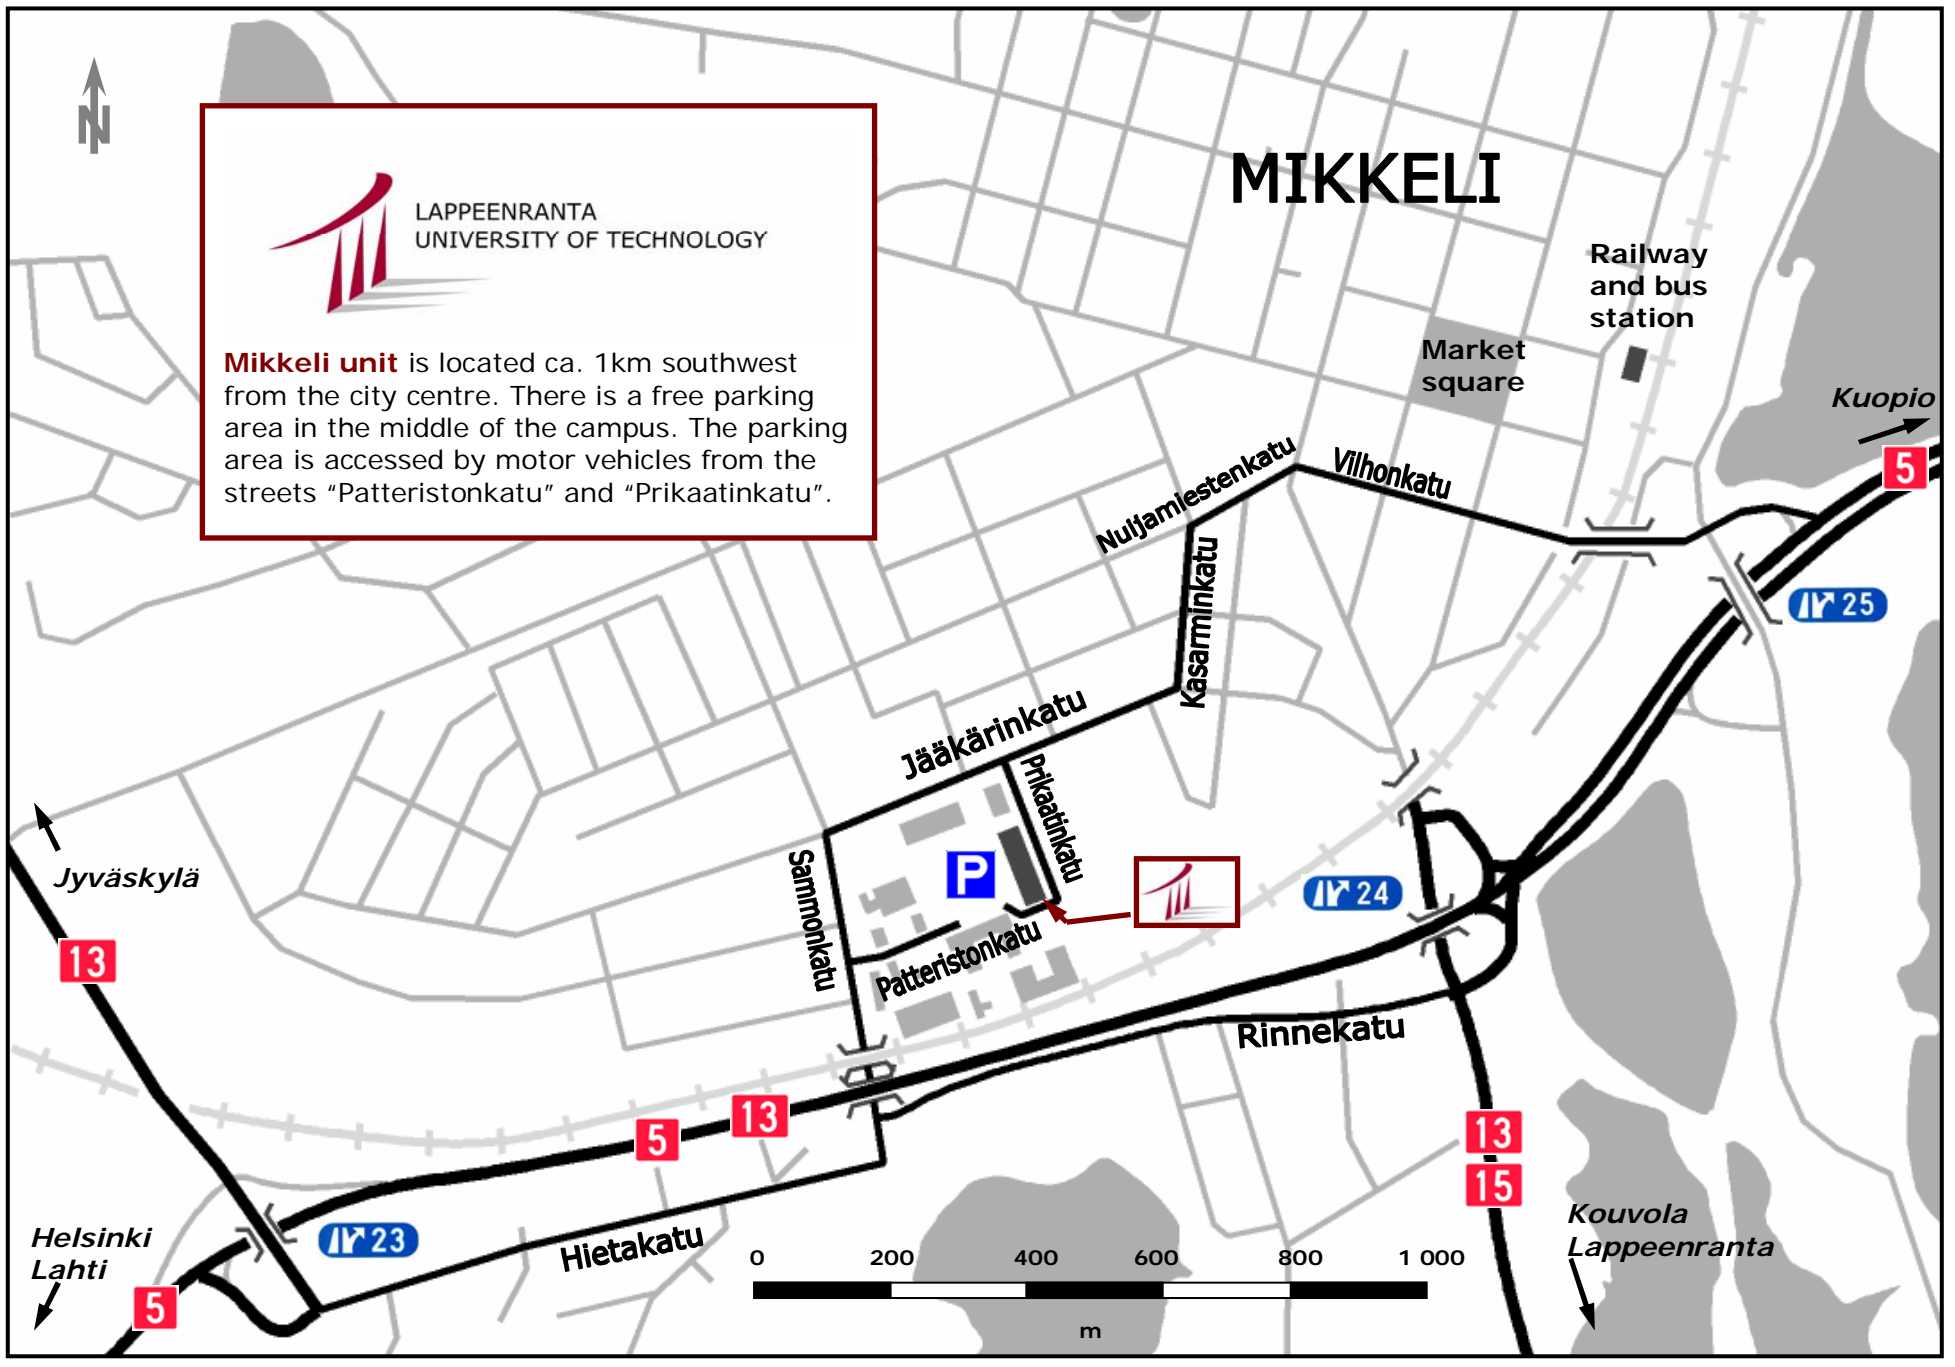 N
MIKKELI
LAPPEENRANTA
UNIVERSITY OF TECHNOLOGY
Mikkeli unit is located ca. 1km southwest
from the city centre. There is a free parking
area in the middle of the campus. The parking
area is accessed by motor vehicles from the
streets “Patteristonkatu” and “Prikaatinkatu”.
Railway
and bus
station
Market
square
Kuopio
5
Nuijamiestenkatu
Vilhonkatu
Kasarminkatu
25
Jääkärinkatu
Prikaatinkatu
Sammonkatu
P
24
Patteristonkatu
Jyväskylä
13
Rinnekatu
5
13
13
15
Helsinki
Lahti
5
23
Hietakatu
Kouvola
Lappeenranta
0 200 400 600 800 1 000
m